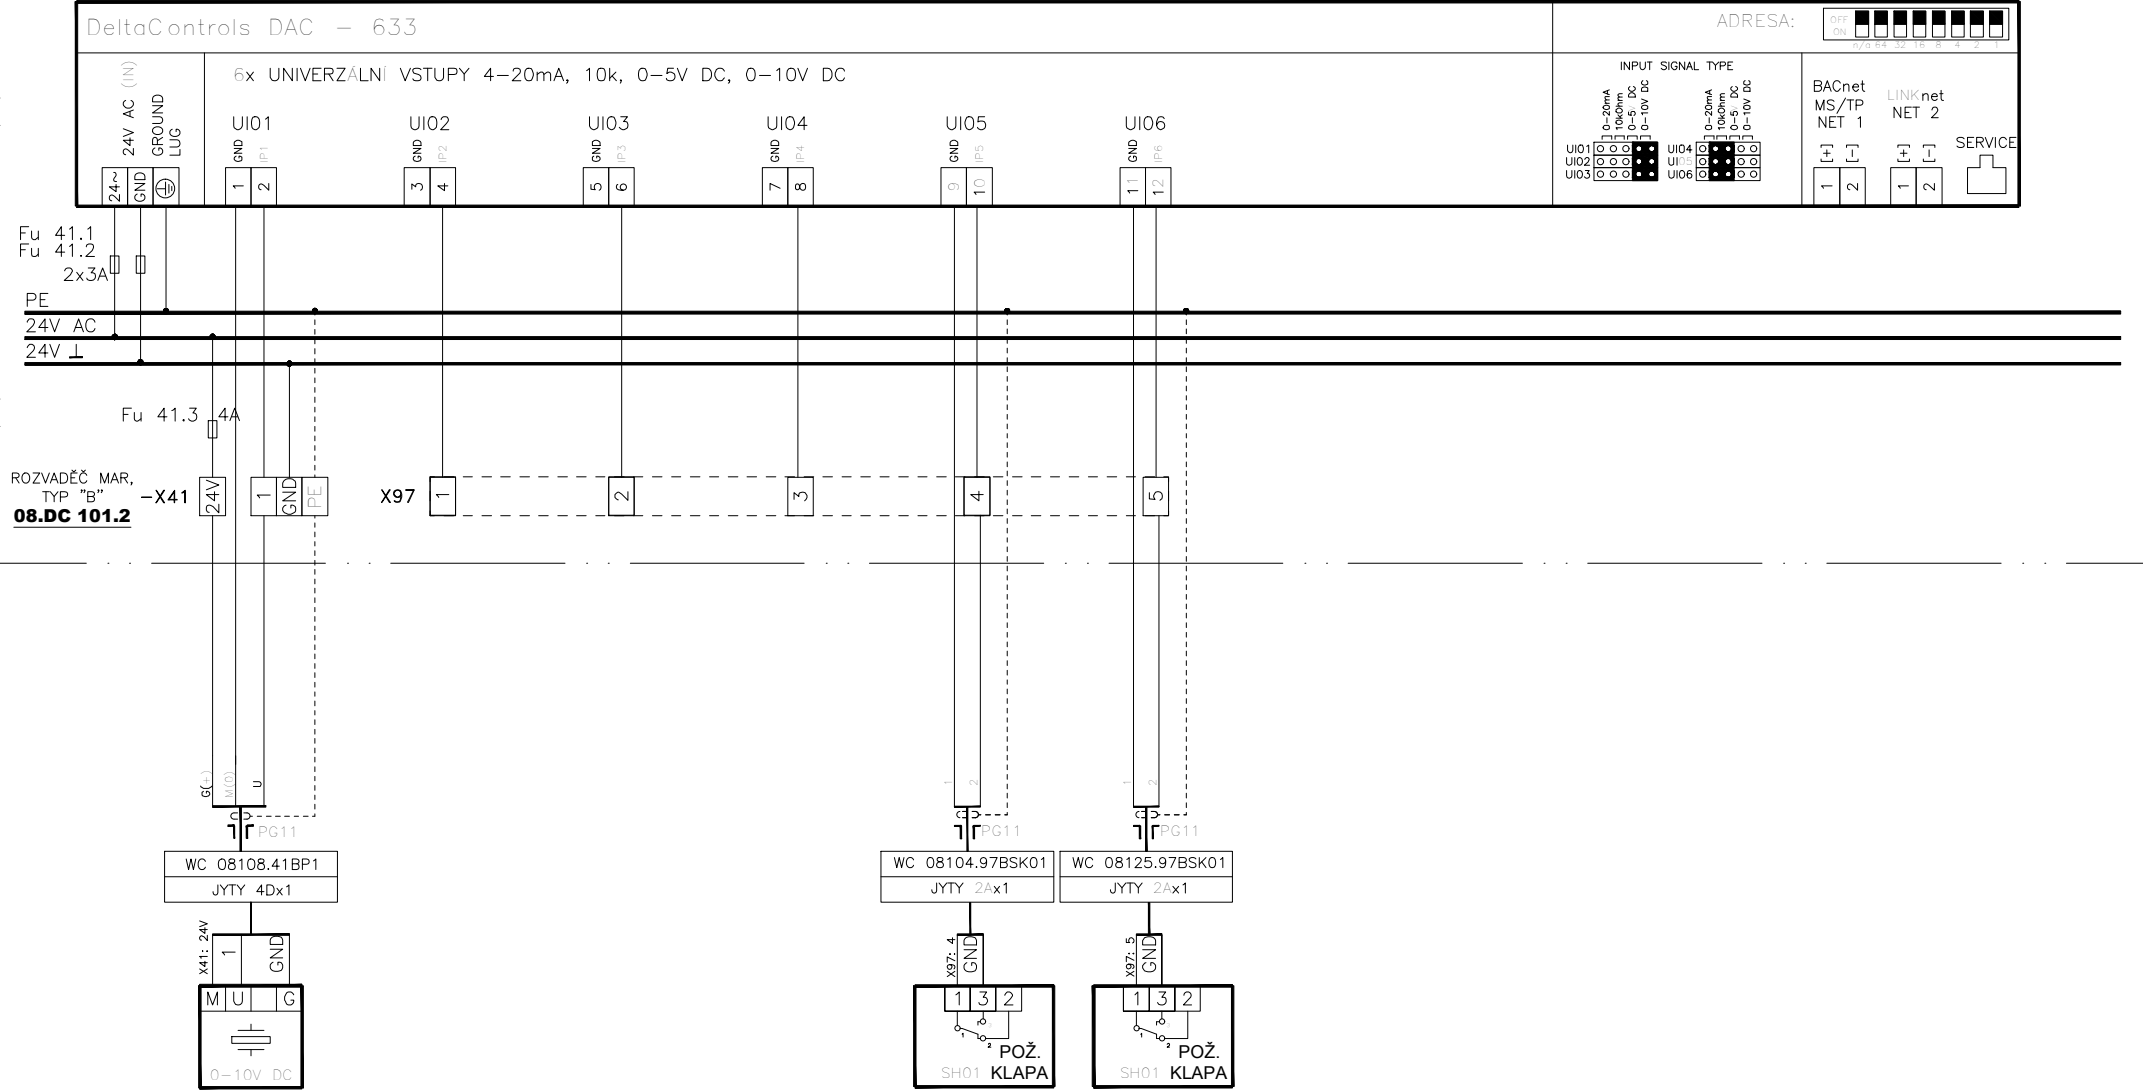 DeltaControls DAC – 633
ADRESA:
OFF
ON
n/a 64 32 16 8 4 2 1
6x UNIVERZÁLNÍ VSTUPY 4–20mA, 10k, 0–5V DC, 0–10V DC
24V AC (IN)
GROUND
LUG
24~ GND
UI01 UI02 UI03 UI04 UI05 UI06
GND IP1 GND IP2 GND IP3 GND IP4 GND IP5 GND IP6
1 2 3 4 5 6 7 8 9 10 11 12
INPUT SIGNAL TYPE
0–20mA
10kOhm
0–5V DC
0–10V DC
0–20mA
10kOhm
0–5V DC
0–10V DC
UI01 UI04
UI02 UI05
UI03 UI06
BACnet
MS/TP
NET 1
[+] [–]
1 2
LINKnet
NET 2
[+] [–]
1 2
SERVICE
Fu 41.1
Fu 41.2
2x3A
PE
24V AC
24V ⊥
Fu 41.3 4A
ROZVADĚČ MAR,
TYP "B"
08.DC 101.2
–X41 24V 1 GND PE
X97 1 2 3 4 5
G(+) M(0) U
1 2
1 2
PG11 PG11 PG11
WC 08108.41BP1
JYTY 4Dx1
WC 08104.97BSK01
JYTY 2Ax1
WC 08125.97BSK01
JYTY 2Ax1
X41: 24V 1 GND
M U G
0–10V DC
X97: 4 GND
1 3 2
1
2
POŽ.
SH01 KLAPA
X97: 5 GND
1 3 2
1
2
POŽ.
SH01 KLAPA